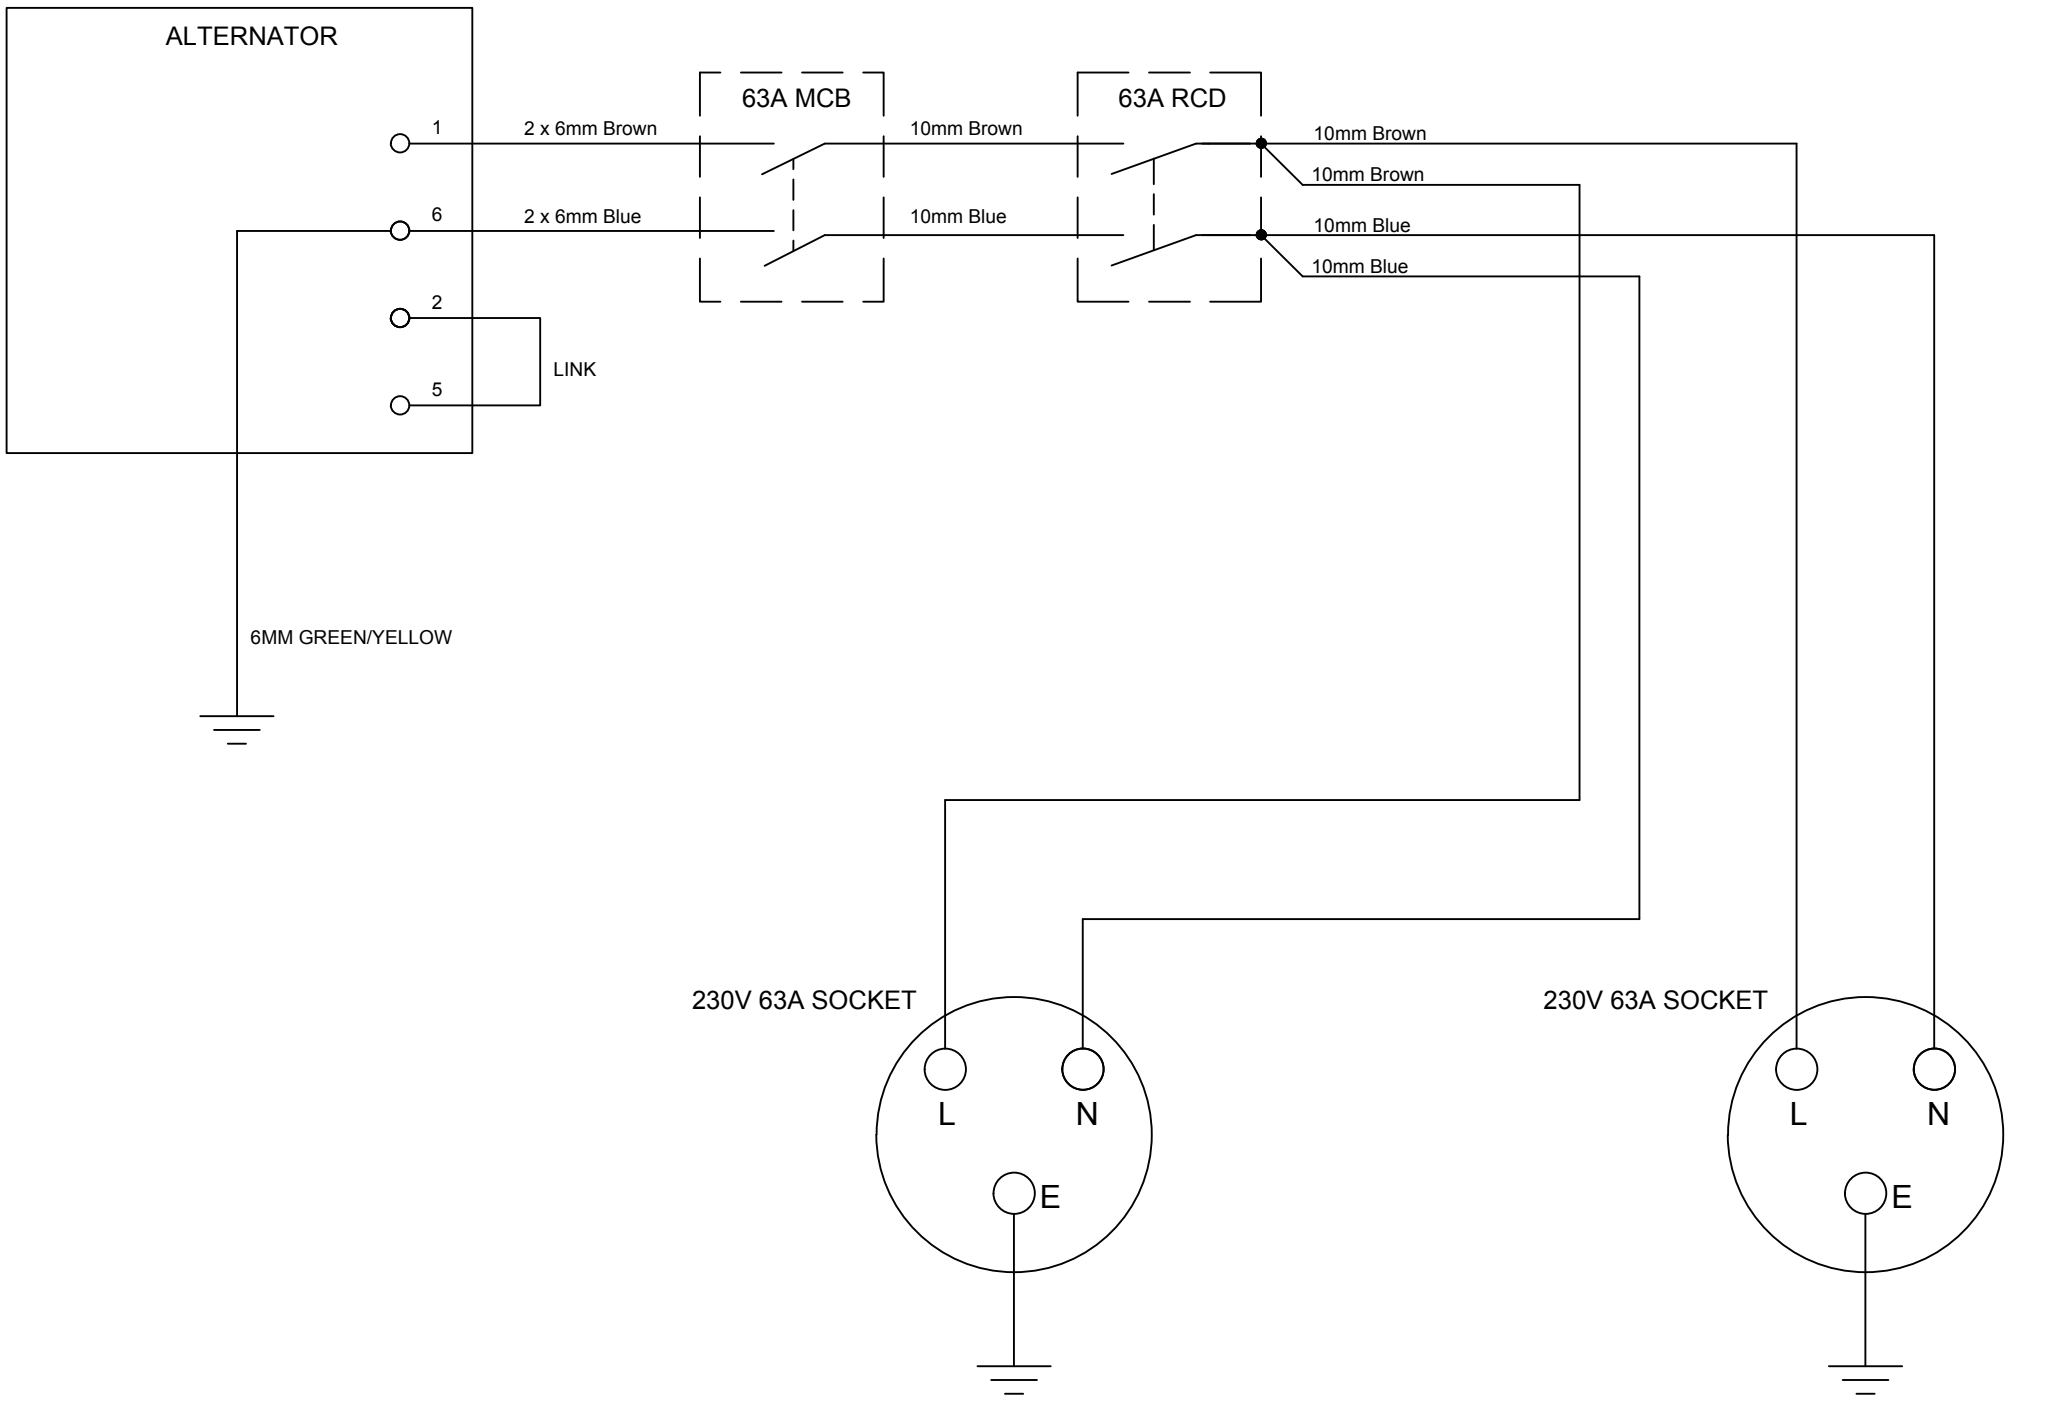 ALTERNATOR
63A MCB
63A RCD
1
2 x 6mm Brown
10mm Brown
10mm Brown
10mm Brown
6
2 x 6mm Blue
10mm Blue
10mm Blue
10mm Blue
2
LINK
5
6MM GREEN/YELLOW
230V 63A SOCKET
230V 63A SOCKET
L
N
L
N
E
E